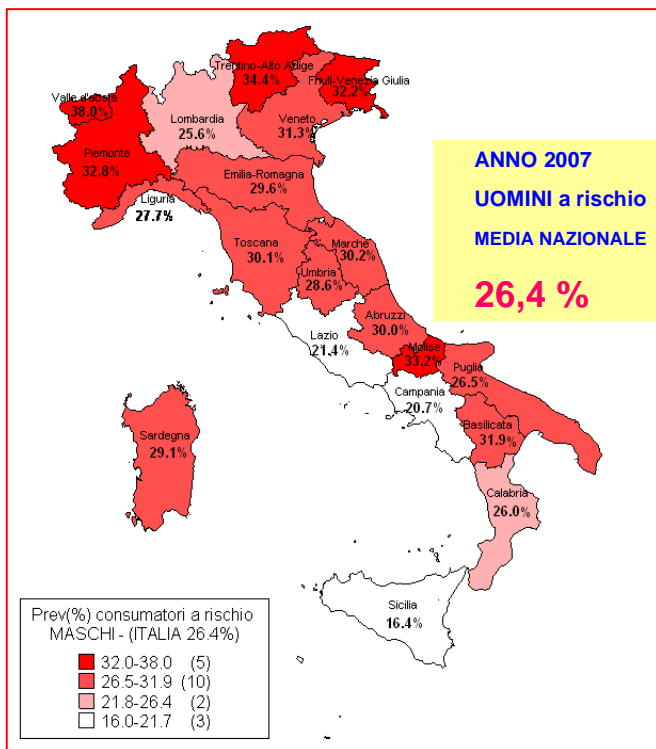 Trentino-Alto Adige
34.4%
Friuli-Venezia Giulia
32.2%
Valle d'aosta
38.0%
Lombardia
25.6%
Veneto
31.3%
Piemonte
32.8%
Emilia-Romagna
29.6%
Liguria
27.7%
Toscana
30.1%
Marche
30.2%
Umbria
28.6%
Lazio
21.4%
Abruzzi
30.0%
Molise
33.2%
Puglia
26.5%
Campania
20.7%
Basilicata
31.9%
Sardegna
29.1%
Calabria
26.0%
Sicilia
16.4%
ANNO 2007
UOMINI a rischio
MEDIA NAZIONALE
26,4 %
Prev(%) consumatori a rischio
MASCHI - (ITALIA 26.4%)
32.0-38.0 (5)
26.5-31.9 (10)
21.8-26.4 (2)
16.0-21.7 (3)